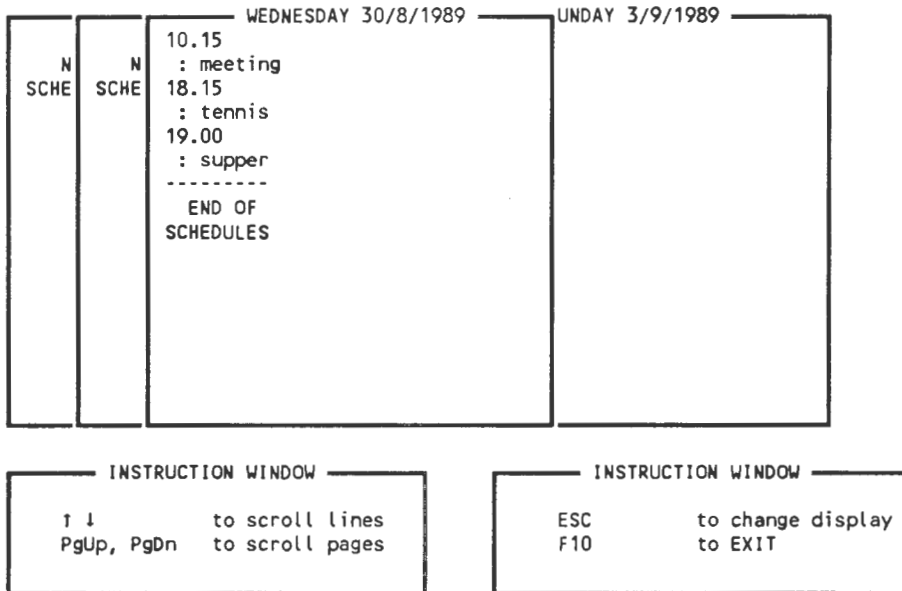 WEDNESDAY 30/8/1989 UNDAY 3/9/1989
10.15
N N : meeting
SCHE SCHE 18.15
: tennis
19.00
: supper
---------
END OF
SCHEDULES
INSTRUCTION WINDOW
↑ ↓ to scroll lines
PgUp, PgDn to scroll pages
INSTRUCTION WINDOW
ESC to change display
F10 to EXIT